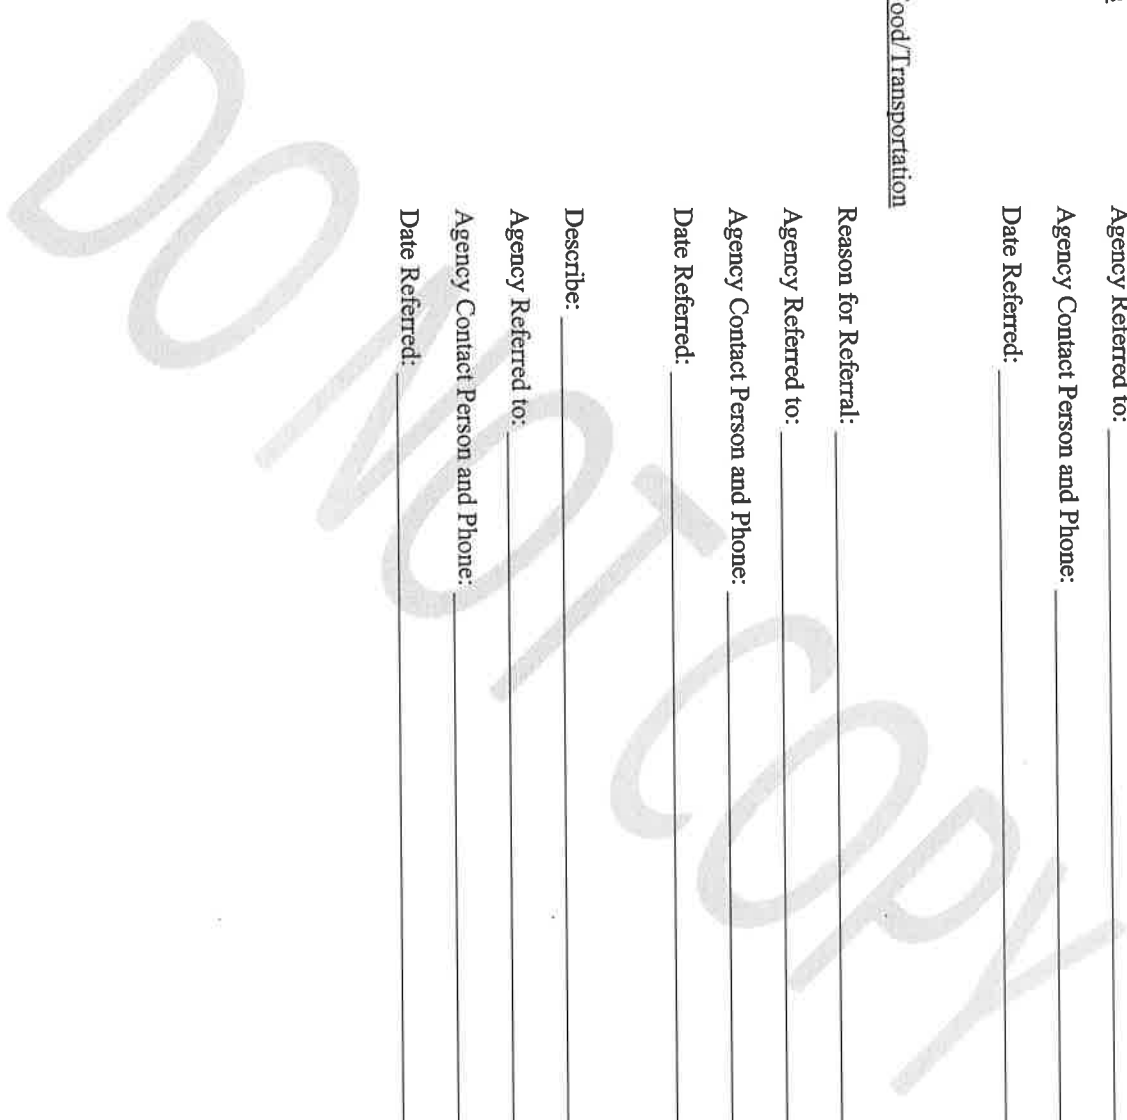 Agency Referred to:
Agency Contact Person and Phone:
Date Referred:
ood/Transportation
Reason for Referral:
Agency Referred to:
Agency Contact Person and Phone:
Date Referred:
Describe:
Agency Referred to:
Agency Contact Person and Phone:
Date Referred:
DO NOT COPY